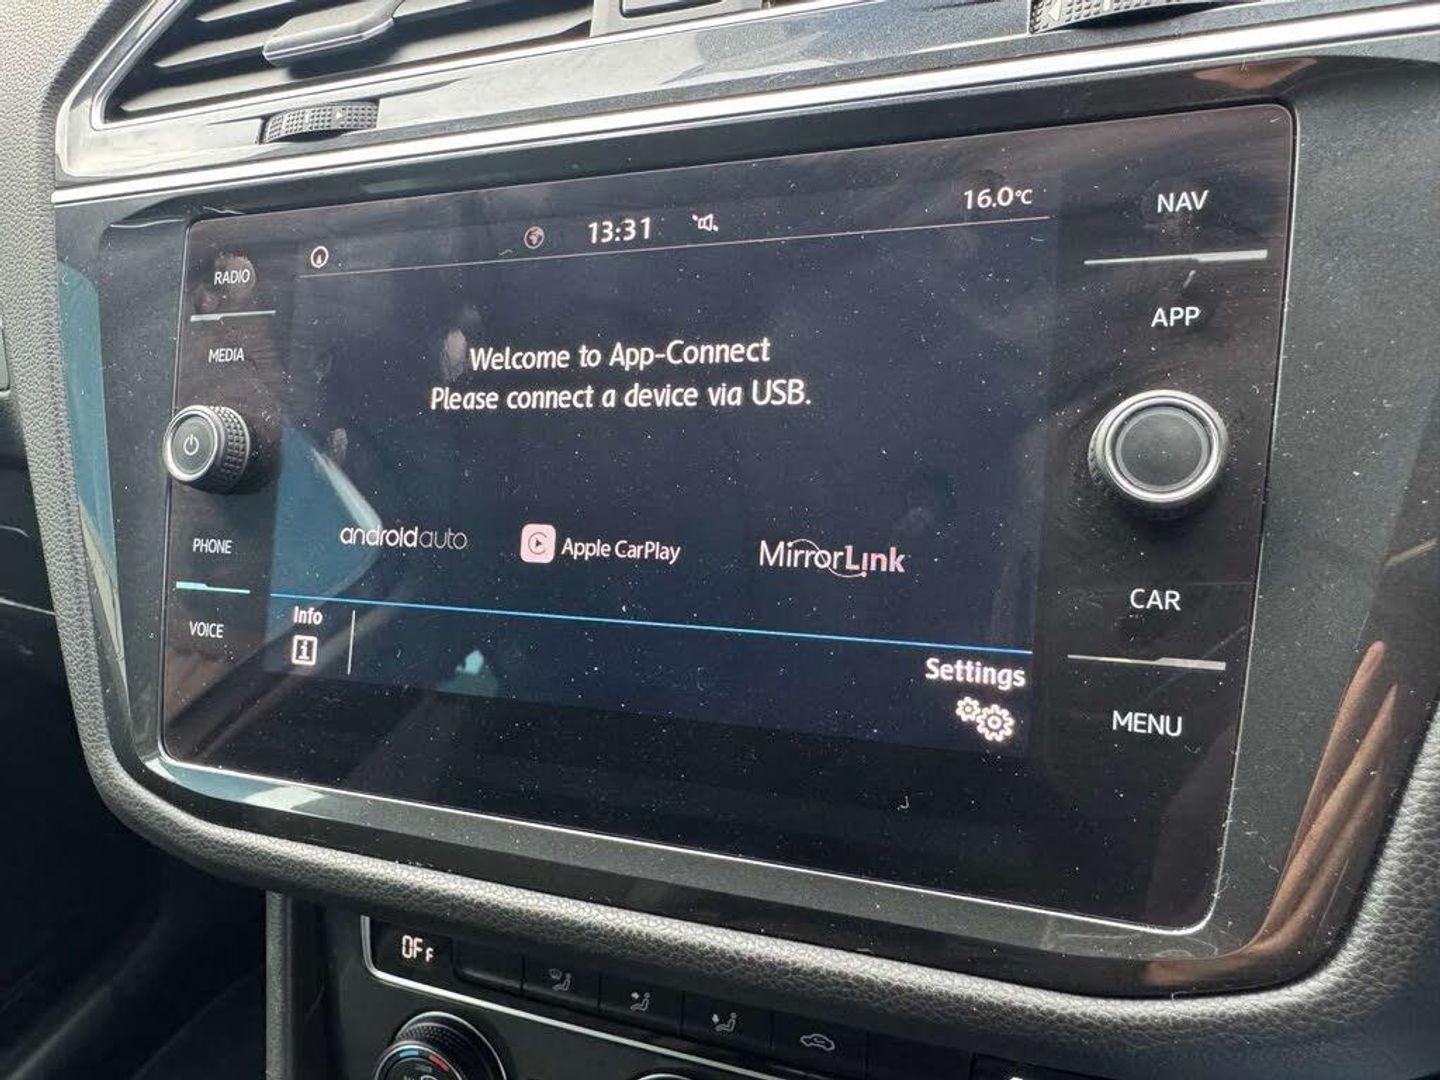 RADIO
MEDIA
PHONE
VOICE
13:31
16.0°C
Welcome to App-Connect
Please connect a device via USB.
androidauto
Apple CarPlay
MirrorLink
Info
i
Settings
NAV
APP
CAR
MENU
OFF